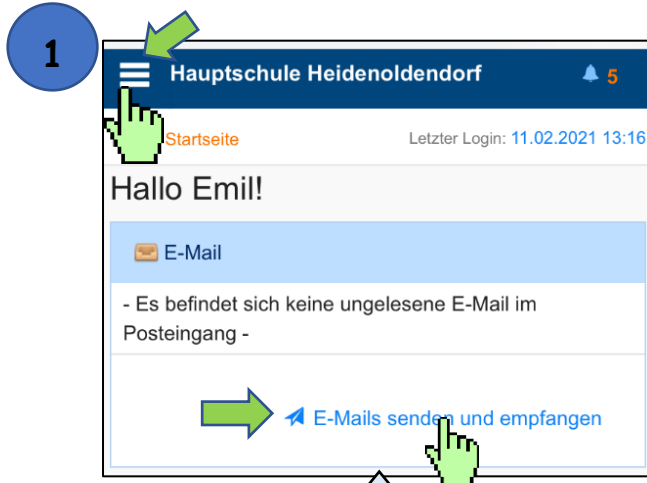 1
Hauptschule Heidenoldendorf 5
Startseite Letzter Login: 11.02.2021 13:16
Hallo Emil!
E-Mail
- Es befindet sich keine ungelesene E-Mail im
Posteingang -
E-Mails senden und empfangen